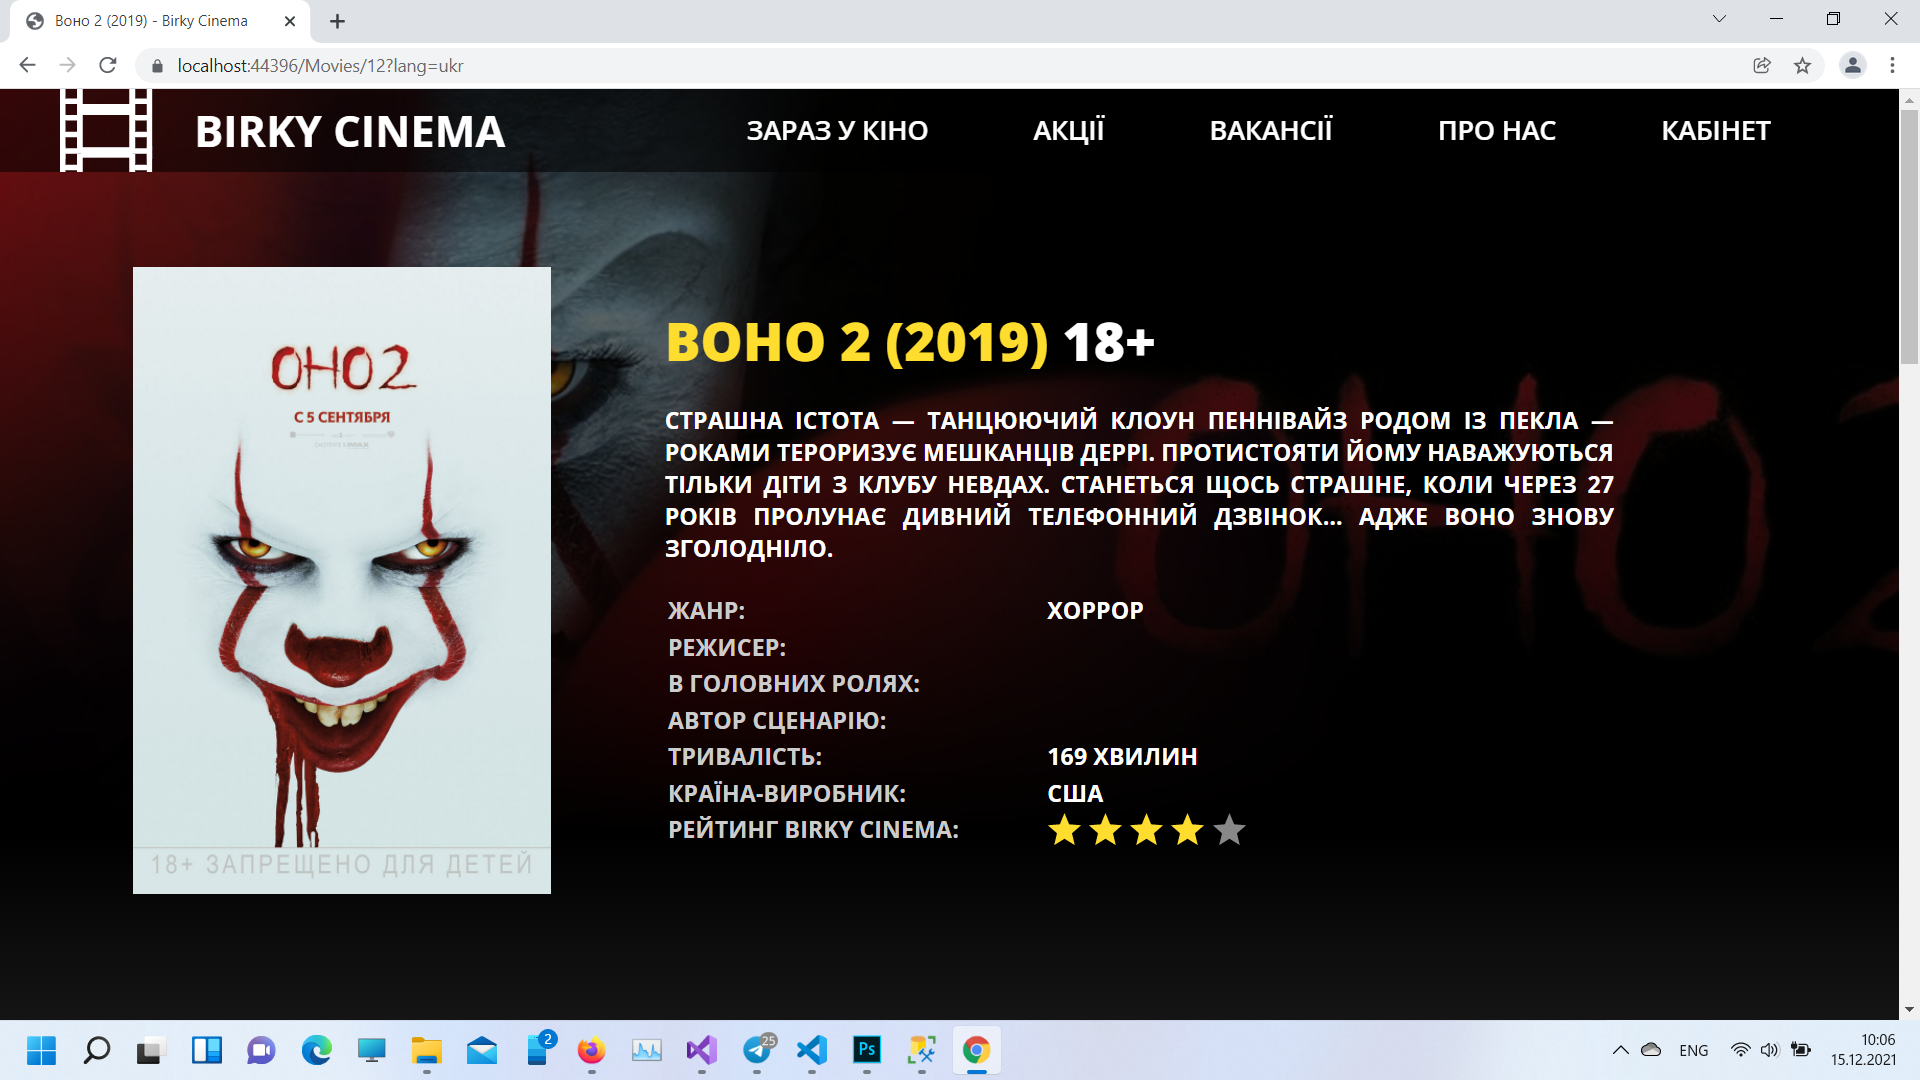 Воно 2 (2019) - Birky Cinema
localhost:44396/Movies/12?lang=ukr
BIRKY CINEMA
ЗАРАЗ У КІНО
АКЦІЇ
ВАКАНСІЇ
ПРО НАС
КАБІНЕТ
ОНО 2
С 5 СЕНТЯБРЯ
18+ ЗАПРЕЩЕНО ДЛЯ ДЕТЕЙ
ВОНО 2 (2019) 18+
СТРАШНА ІСТОТА — ТАНЦЮЮЧИЙ КЛОУН ПЕННІВАЙЗ РОДОМ ІЗ ПЕКЛА —
РОКАМИ ТЕРОРИЗУЄ МЕШКАНЦІВ ДЕРРІ. ПРОТИСТОЯТИ ЙОМУ НАВАЖУЮТЬСЯ
ТІЛЬКИ ДІТИ З КЛУБУ НЕВДАХ. СТАНЕТЬСЯ ЩОСЬ СТРАШНЕ, КОЛИ ЧЕРЕЗ 27
РОКІВ ПРОЛУНАЄ ДИВНИЙ ТЕЛЕФОННИЙ ДЗВІНОК... АДЖЕ ВОНО ЗНОВУ
ЗГОЛОДНІЛО.
ЖАНР: ХОРРОР
РЕЖИСЕР:
В ГОЛОВНИХ РОЛЯХ:
АВТОР СЦЕНАРІЮ:
ТРИВАЛІСТЬ: 169 ХВИЛИН
КРАЇНА-ВИРОБНИК: США
РЕЙТИНГ BIRKY CINEMA:
ОНО 2
2
25
Ps
ENG
10:06
15.12.2021